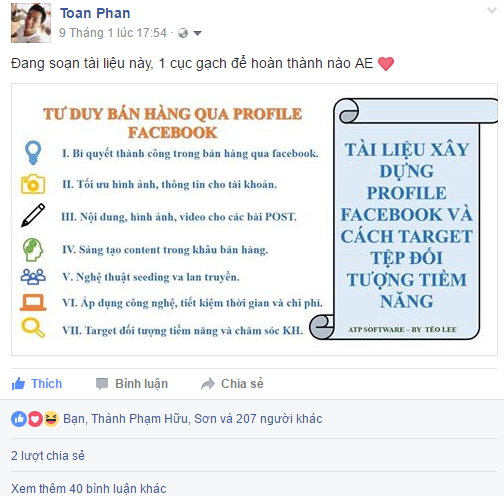 Toan Phan
9 Tháng 1 lúc 17:54 ·
Đang soạn tài liệu này, 1 cục gạch để hoàn thành nào AE
TƯ DUY BÁN HÀNG QUA PROFILE
FACEBOOK
I. Bí quyết thành công trong bán hàng qua facebook.
II. Tối ưu hình ảnh, thông tin cho tài khoản.
III. Nội dung, hình ảnh, video cho các bài POST.
IV. Sáng tạo content trong khâu bán hàng.
V. Nghệ thuật seeding va lan truyền.
VI. Áp dụng công nghệ, tiết kiệm thời gian và chi phí.
VII. Target đối tượng tiềm năng và chăm sóc KH.
TÀI LIỆU XÂY
DỰNG
PROFILE
FACEBOOK VÀ
CÁCH TARGET
TỆP ĐỐI
TƯỢNG TIỀM
NĂNG
ATP SOFTWARE – BY TÈO LEE
Thích Bình luận Chia sẻ
Bạn, Thành Phạm Hữu, Sơn và 207 người khác
2 lượt chia sẻ
Xem thêm 40 bình luận khác